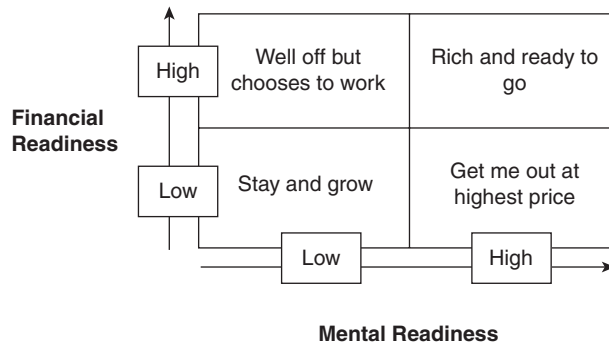 Well off but
chooses to work
Rich and ready to
go
High
Financial
Readiness
Low
Stay and grow
Get me out at
highest price
Low
High
Mental Readiness